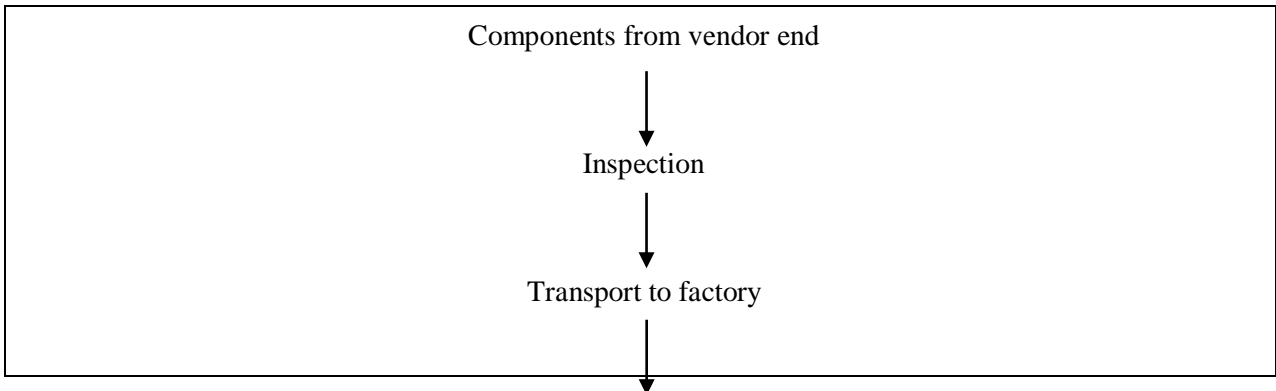 Components from vendor end
Inspection
Transport to factory